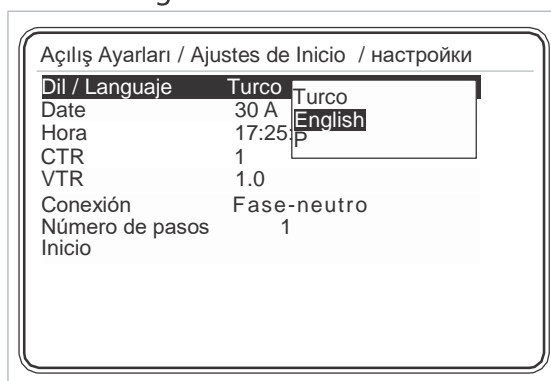 Açılış Ayarları / Ajustes de Inicio / настройки
Dil / Languaje Turco
Turco
Date 30 A
English
Hora 17:25:
P
CTR 1
VTR 1.0
Conexión Fase-neutro
Número de pasos 1
Inicio